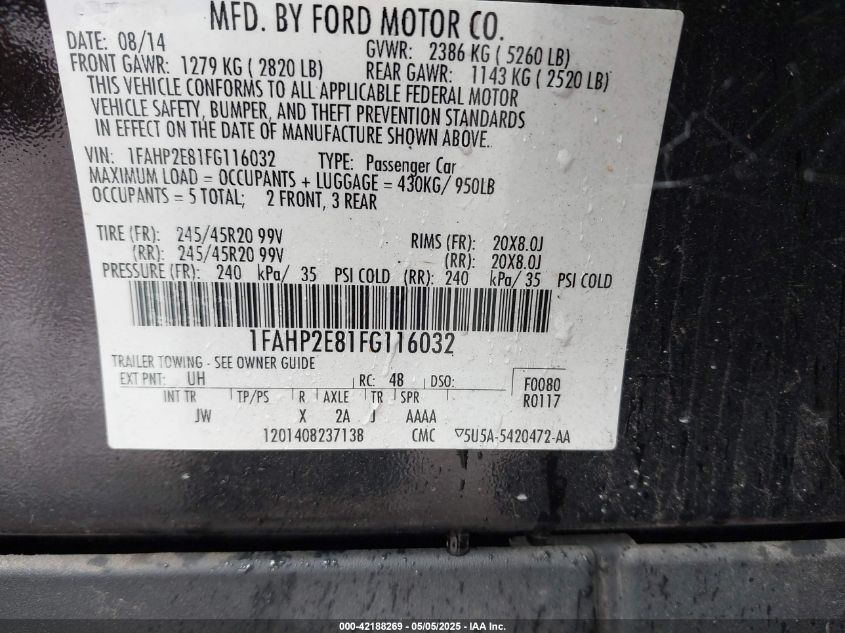 MFD. BY FORD MOTOR CO.
DATE: 08/14 GVWR: 2386 KG ( 5260 LB)
FRONT GAWR: 1279 KG ( 2820 LB) REAR GAWR: 1143 KG ( 2520 LB)
THIS VEHICLE CONFORMS TO ALL APPLICABLE FEDERAL MOTOR
VEHICLE SAFETY, BUMPER, AND THEFT PREVENTION STANDARDS
IN EFFECT ON THE DATE OF MANUFACTURE SHOWN ABOVE.
VIN: 1FAHP2E81FG116032 TYPE: Passenger Car
MAXIMUM LOAD = OCCUPANTS + LUGGAGE = 430KG/ 950LB
OCCUPANTS = 5 TOTAL; 2 FRONT, 3 REAR
TIRE (FR): 245/45R20 99V RIMS (FR): 20X8.0J
(RR): 245/45R20 99V (RR): 20X8.0J
PRESSURE (FR): 240 kPa/ 35 PSI COLD (RR): 240 kPa/ 35 PSI COLD
1FAHP2E81FG116032
TRAILER TOWING - SEE OWNER GUIDE
EXT PNT: UH RC: 48 DSO: F0080
R0117
INT TR TP/PS R AXLE TR SPR
JW X 2A J AAAA
1201408237138 CMC ▽5U5A-5420472-AA
000-42188269 - 05/05/2025 - IAA Inc.